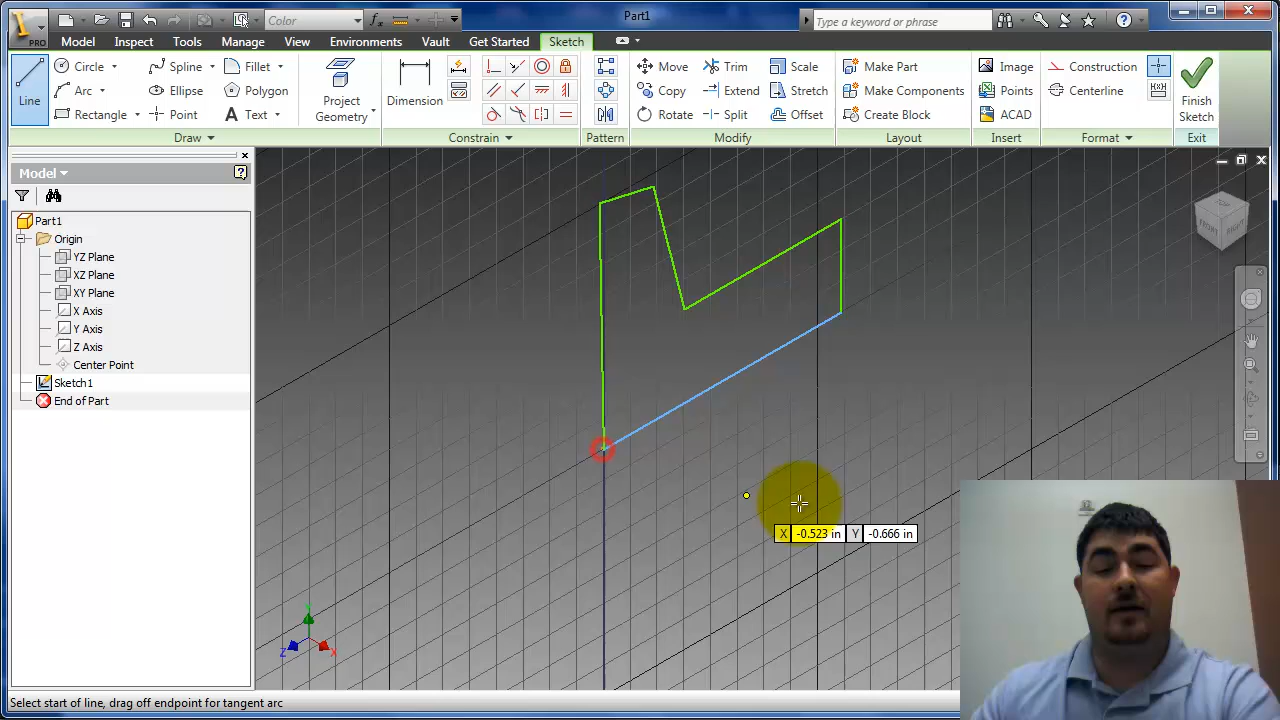 Color
Part1
Type a keyword or phrase
PRO
Model
Inspect
Tools
Manage
View
Environments
Vault
Get Started
Sketch
Line
Circle
Arc
Rectangle
Spline
Ellipse
Point
Fillet
Polygon
Text
Project
Geometry
Dimension
Move
Copy
Rotate
Trim
Extend
Split
Scale
Stretch
Offset
Make Part
Make Components
Create Block
Image
Points
ACAD
Construction
Centerline
Finish
Sketch
Draw
Constrain
Pattern
Modify
Layout
Insert
Format
Exit
Model
Part1
Origin
YZ Plane
XZ Plane
XY Plane
X Axis
Y Axis
Z Axis
Center Point
Sketch1
End of Part
FRONT
RIGHT
X -0.523 in Y -0.666 in
Y
Z
X
Select start of line, drag off endpoint for tangent arc